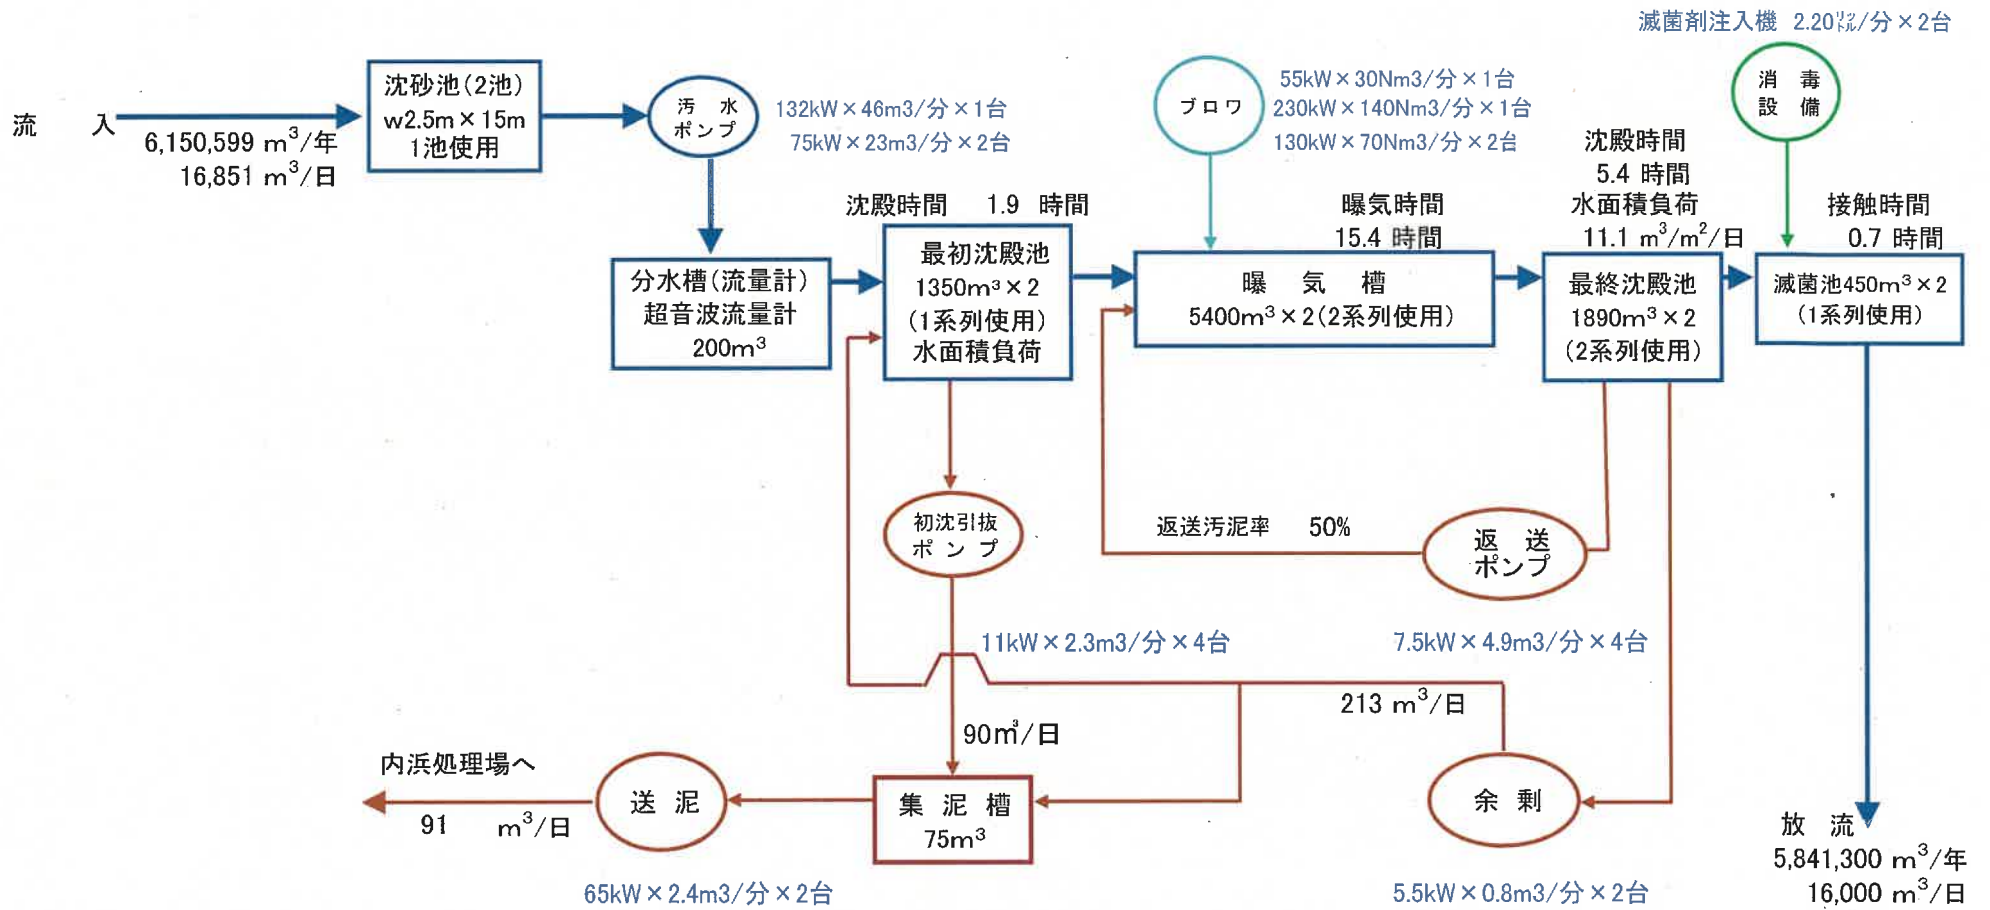 滅菌剤注入機 2.20㍑/分×2台
流 入
6,150,599 m³/年
16,851 m³/日
沈砂池(2池)
w2.5m×15m
1池使用
汚 水
ポンプ
132kW×46m3/分×1台
75kW×23m3/分×2台
ブロワ
55kW×30Nm3/分×1台
230kW×140Nm3/分×1台
130kW×70Nm3/分×2台
消 毒
設 備
分水槽(流量計)
超音波流量計
200m³
沈殿時間 1.9 時間
最初沈殿池
1350m³×2
(1系列使用)
水面積負荷
曝気時間
15.4 時間
曝 気 槽
5400m³×2(2系列使用)
沈殿時間
5.4 時間
水面積負荷
11.1 m³/m²/日
最終沈殿池
1890m³×2
(2系列使用)
接触時間
0.7 時間
滅菌池450m³×2
(1系列使用)
初沈引抜
ポ ン プ
返送汚泥率 50%
返 送
ポンプ
11kW×2.3m3/分×4台
7.5kW×4.9m3/分×4台
213 m³/日
90㎥/日
内浜処理場へ
91 m³/日
送 泥
集 泥 槽
75m³
余 剰
65kW×2.4m3/分×2台
5.5kW×0.8m3/分×2台
放 流
5,841,300 m³/年
16,000 m³/日